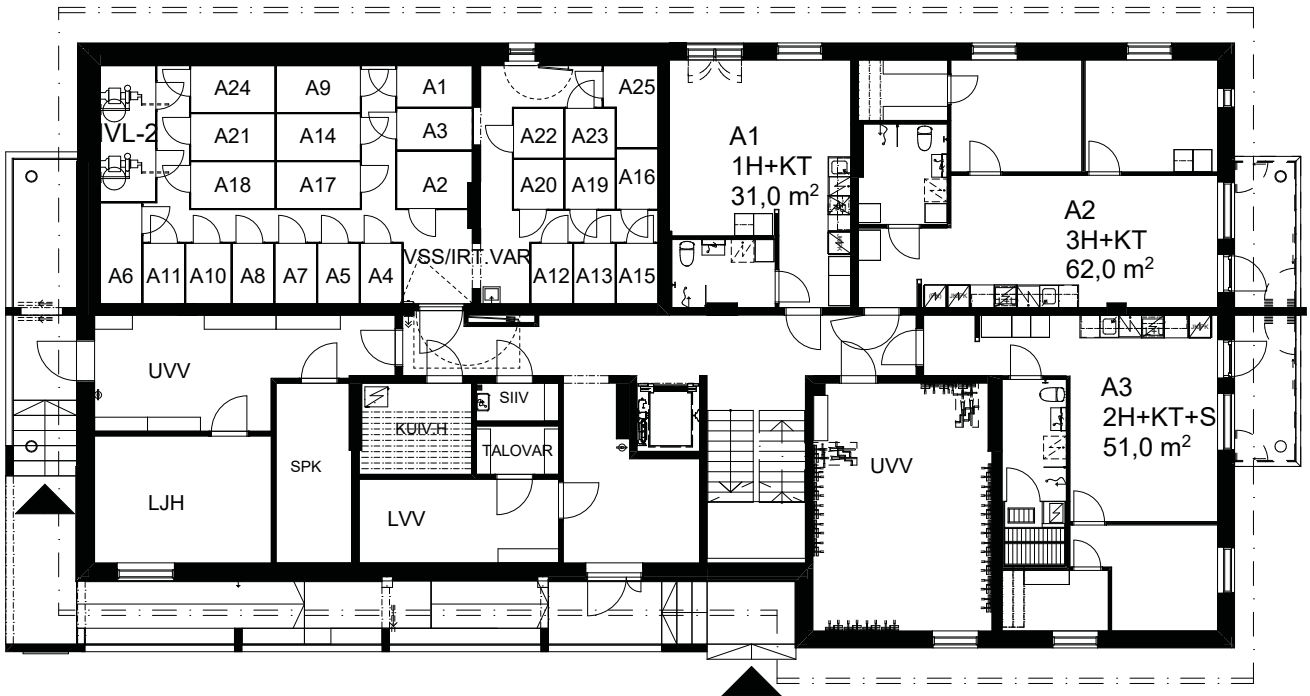 A24
A9
A1
A25
A21
A14
A3
A22
A23
IVL-2
A18
A17
A2
A20
A19
A16
A6
A11
A10
A8
A7
A5
A4
VSS/IRT.VAR
A12
A13
A15
A1
1H+KT
31,0 m²
A2
3H+KT
62,0 m²
UVV
SIIV
KUIV.H
TALOVAR
SPK
LJH
LVV
UVV
A3
2H+KT+S
51,0 m²